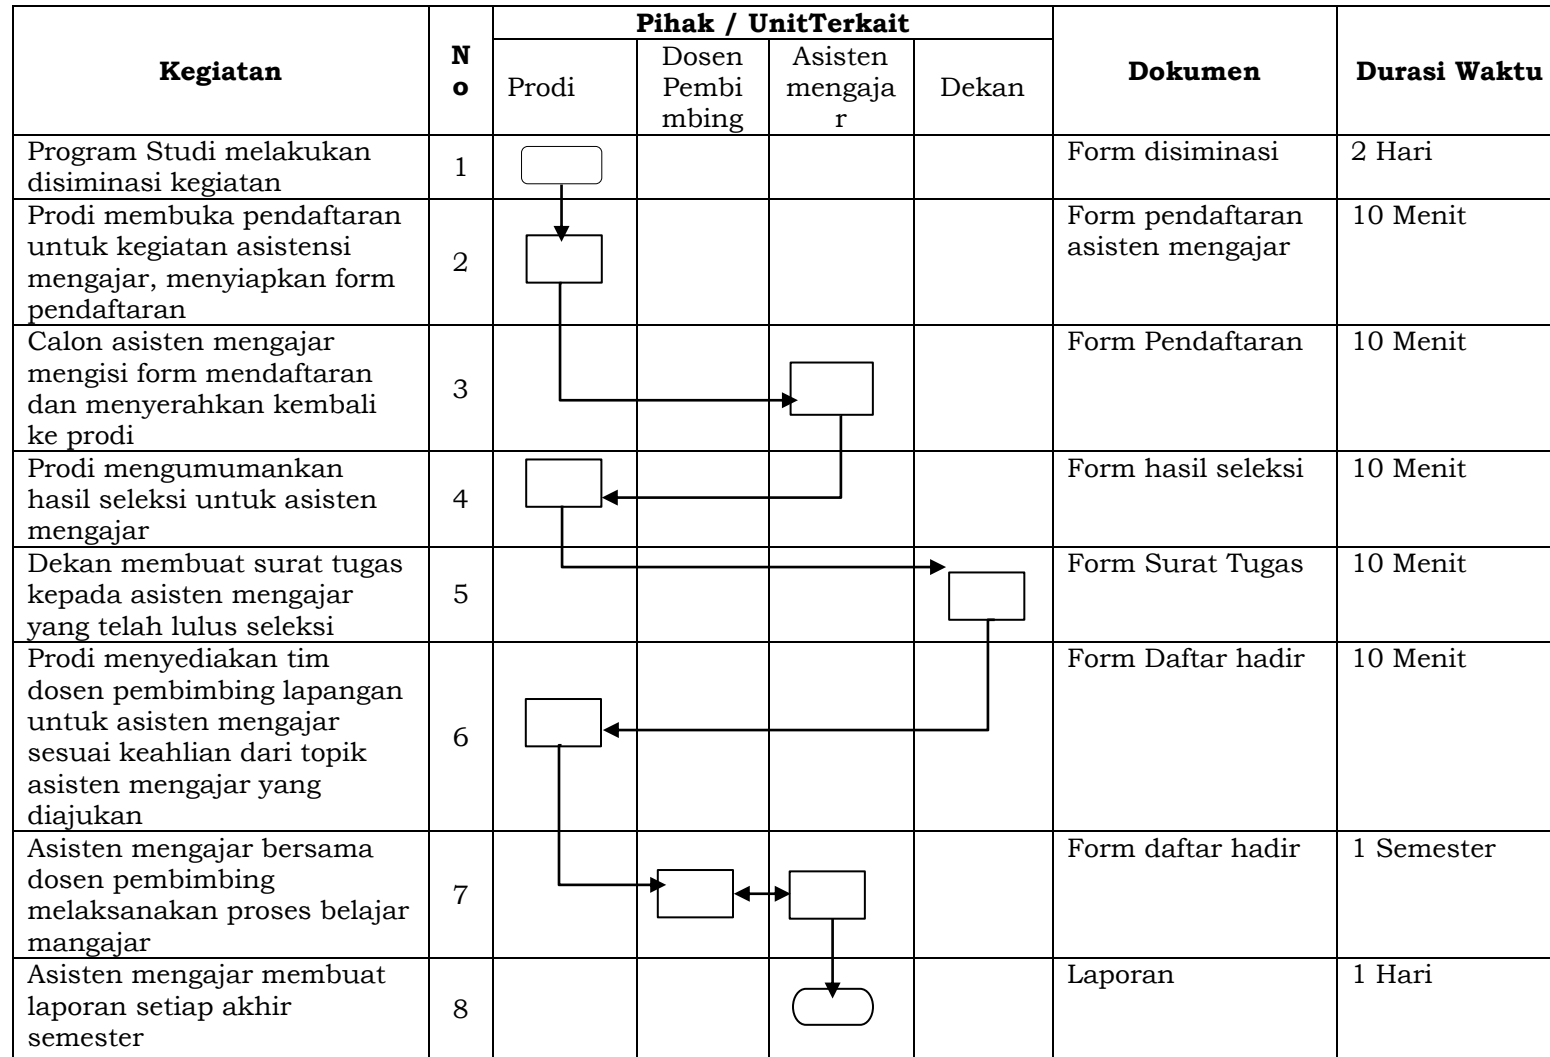 Kegiatan
N
o
Pihak / UnitTerkait
Prodi
Dosen
Pembi
mbing
Asisten
mengaja
r
Dekan
Dokumen
Durasi Waktu
Program Studi melakukan
disiminasi kegiatan
1
Form disiminasi
2 Hari
Prodi membuka pendaftaran
untuk kegiatan asistensi
mengajar, menyiapkan form
pendaftaran
2
Form pendaftaran
asisten mengajar
10 Menit
Calon asisten mengajar
mengisi form mendaftaran
dan menyerahkan kembali
ke prodi
3
Form Pendaftaran
10 Menit
Prodi mengumumankan
hasil seleksi untuk asisten
mengajar
4
Form hasil seleksi
10 Menit
Dekan membuat surat tugas
kepada asisten mengajar
yang telah lulus seleksi
5
Form Surat Tugas
10 Menit
Prodi menyediakan tim
dosen pembimbing lapangan
untuk asisten mengajar
sesuai keahlian dari topik
asisten mengajar yang
diajukan
6
Form Daftar hadir
10 Menit
Asisten mengajar bersama
dosen pembimbing
melaksanakan proses belajar
mangajar
7
Form daftar hadir
1 Semester
Asisten mengajar membuat
laporan setiap akhir
semester
8
Laporan
1 Hari